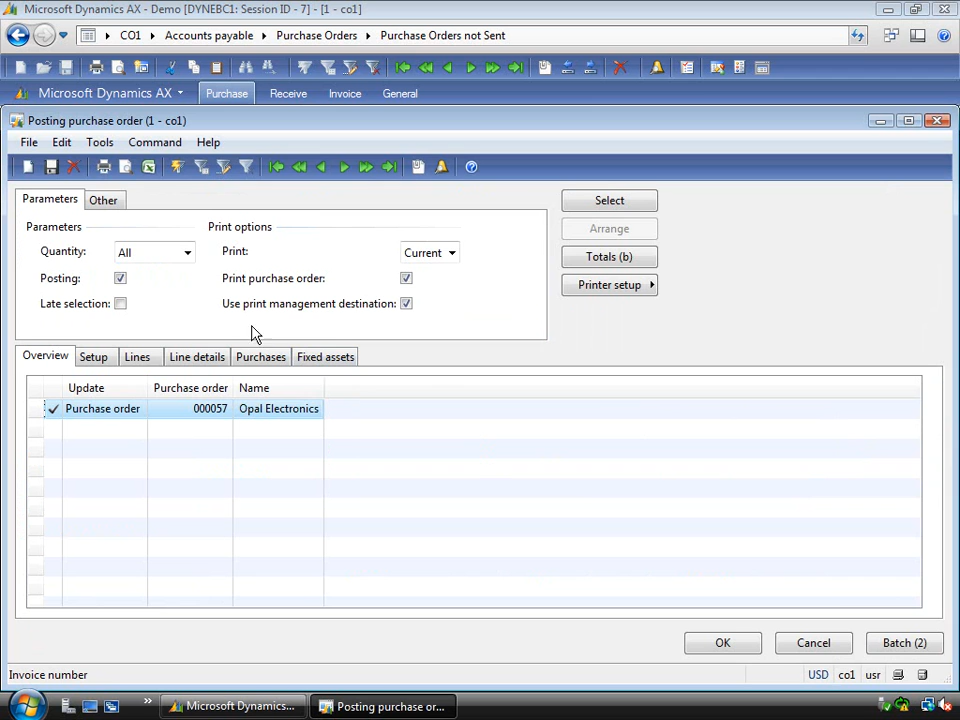 Microsoft Dynamics AX - Demo [DYNEBC1: Session ID - 7] - [1 - co1]
CO1 Accounts payable Purchase Orders Purchase Orders not Sent
Microsoft Dynamics AX Purchase Receive Invoice General
Posting purchase order (1 - co1)
File Edit Tools Command Help
Parameters Other
Select
Parameters Print options
Arrange
Quantity: All Print: Current
Totals (b)
Posting: Print purchase order:
Printer setup
Late selection: Use print management destination:
Overview Setup Lines Line details Purchases Fixed assets
Update Purchase order Name
Purchase order 000057 Opal Electronics
OK Cancel Batch (2)
Invoice number USD co1 usr
» Microsoft Dynamics... Posting purchase or...